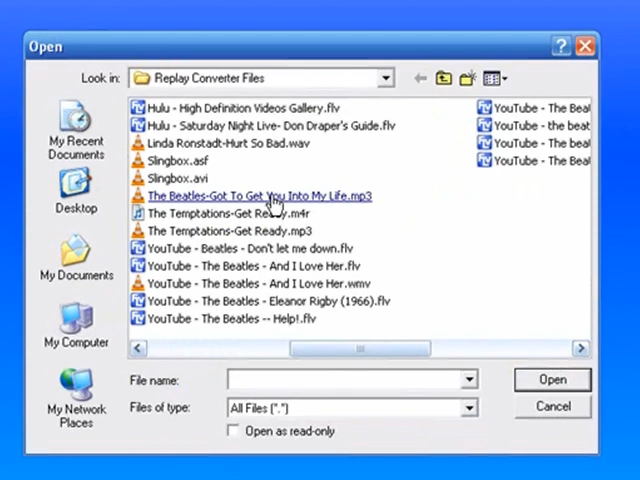 Open
Look in: Replay Converter Files
My Recent
Documents
Desktop
My Documents
My Computer
My Network
Places
Hulu - High Definition Videos Gallery.flv
Hulu - Saturday Night Live- Don Draper's Guide.flv
Linda Ronstadt-Hurt So Bad.wav
Slingbox.asf
Slingbox.avi
The Beatles-Got To Get You Into My Life.mp3
The Temptations-Get Ready.m4r
The Temptations-Get Ready.mp3
YouTube - Beatles - Don't let me down.flv
YouTube - The Beatles - And I Love Her.flv
YouTube - The Beatles - And I Love Her.wmv
YouTube - The Beatles - Eleanor Rigby (1966).flv
YouTube - The Beatles -- Help!.flv
YouTube - The Beat
YouTube - the beat
YouTube - The Beat
YouTube - The Beat
File name:
Open
Files of type: All Files (*.*)
Cancel
Open as read-only